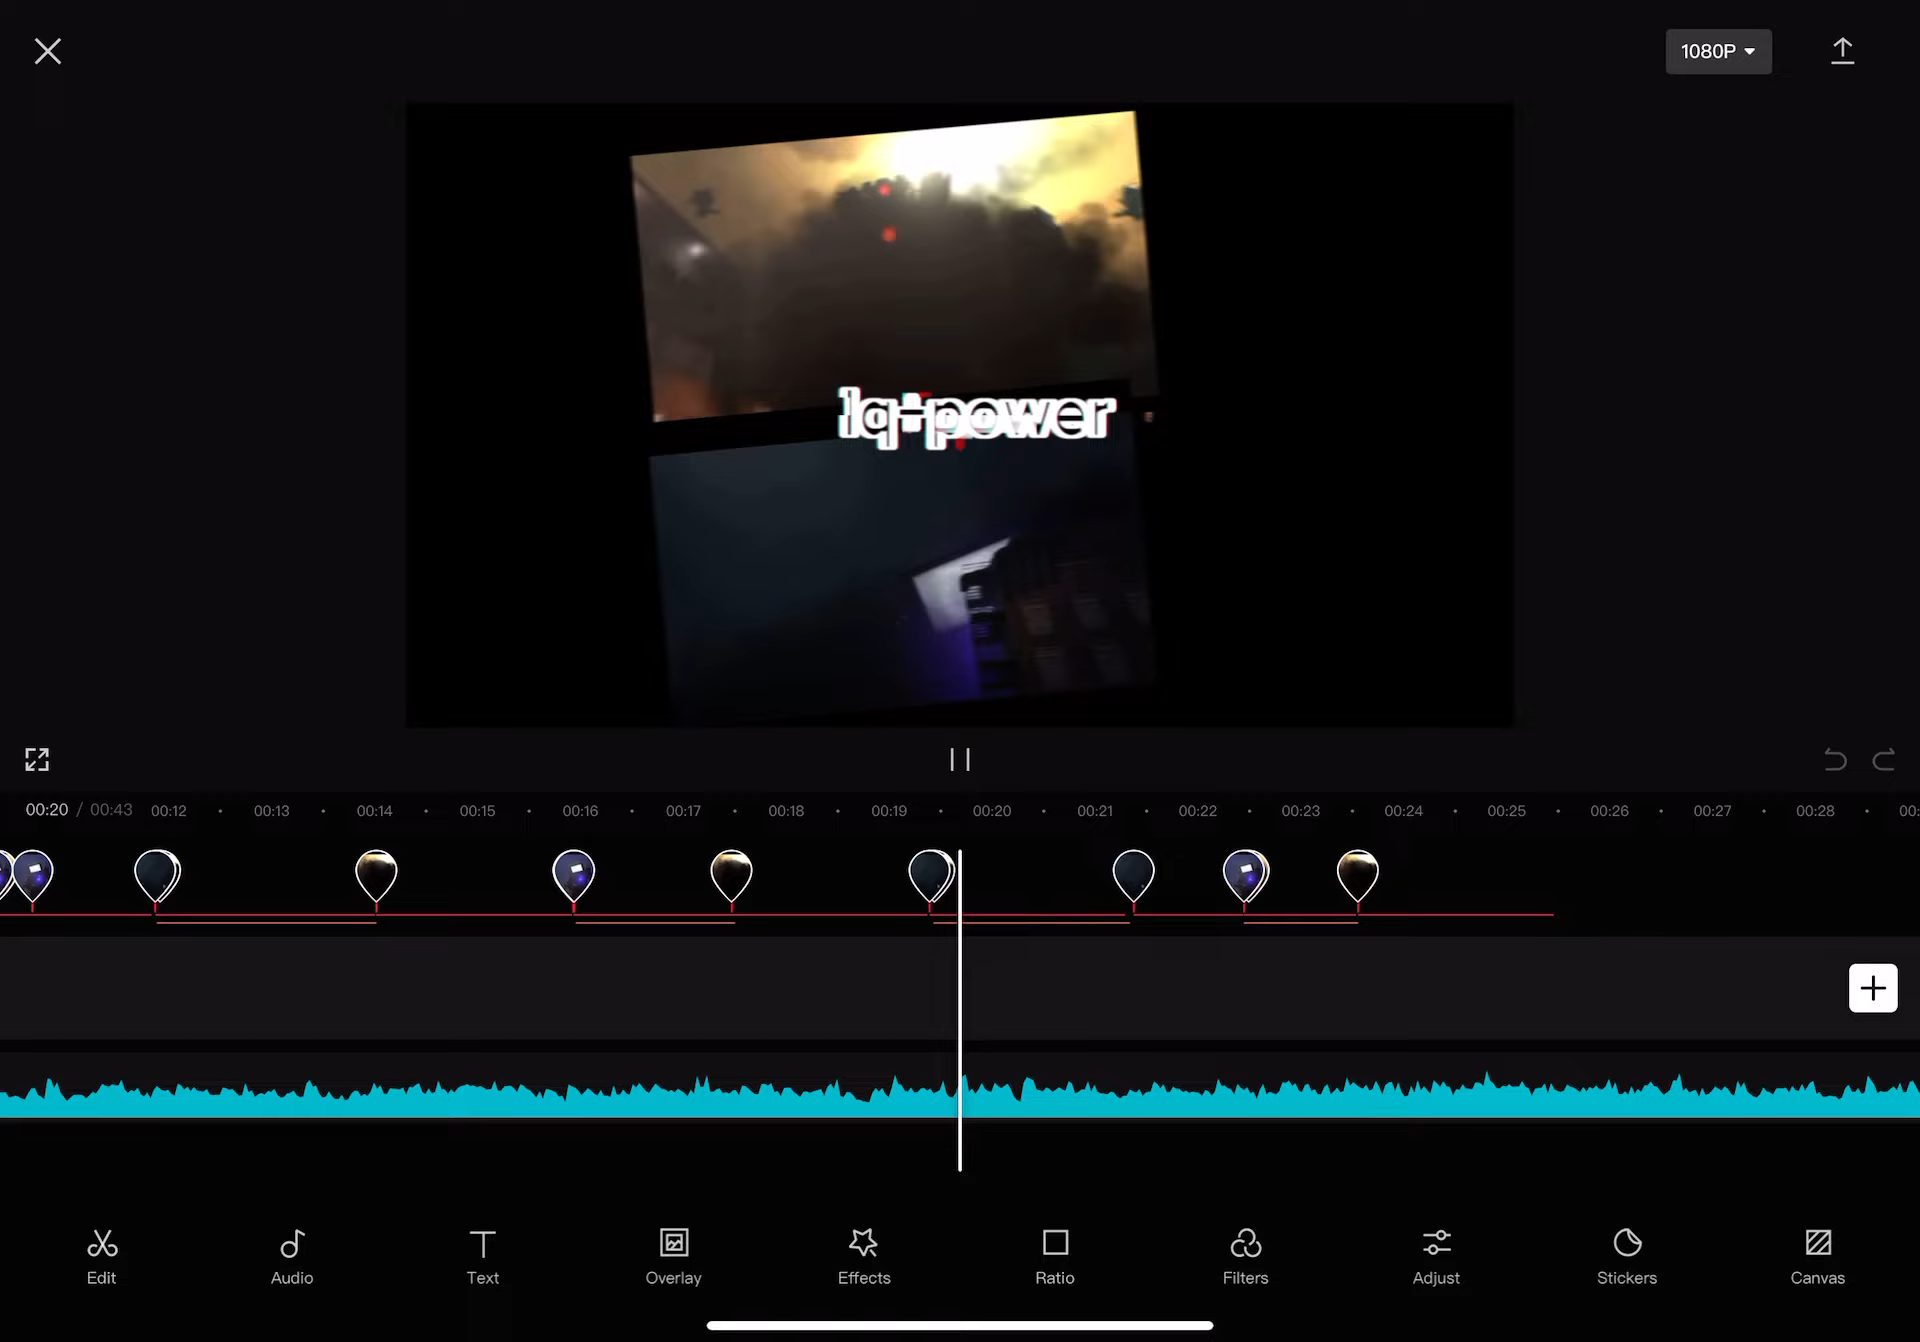 1080P
1q-power
00:20 / 00:43 00:12 00:13 00:14 00:15 00:16 00:17 00:18 00:19 00:20 00:21 00:22 00:23 00:24 00:25 00:26 00:27 00:28 00:
Edit Audio Text Overlay Effects Ratio Filters Adjust Stickers Canvas